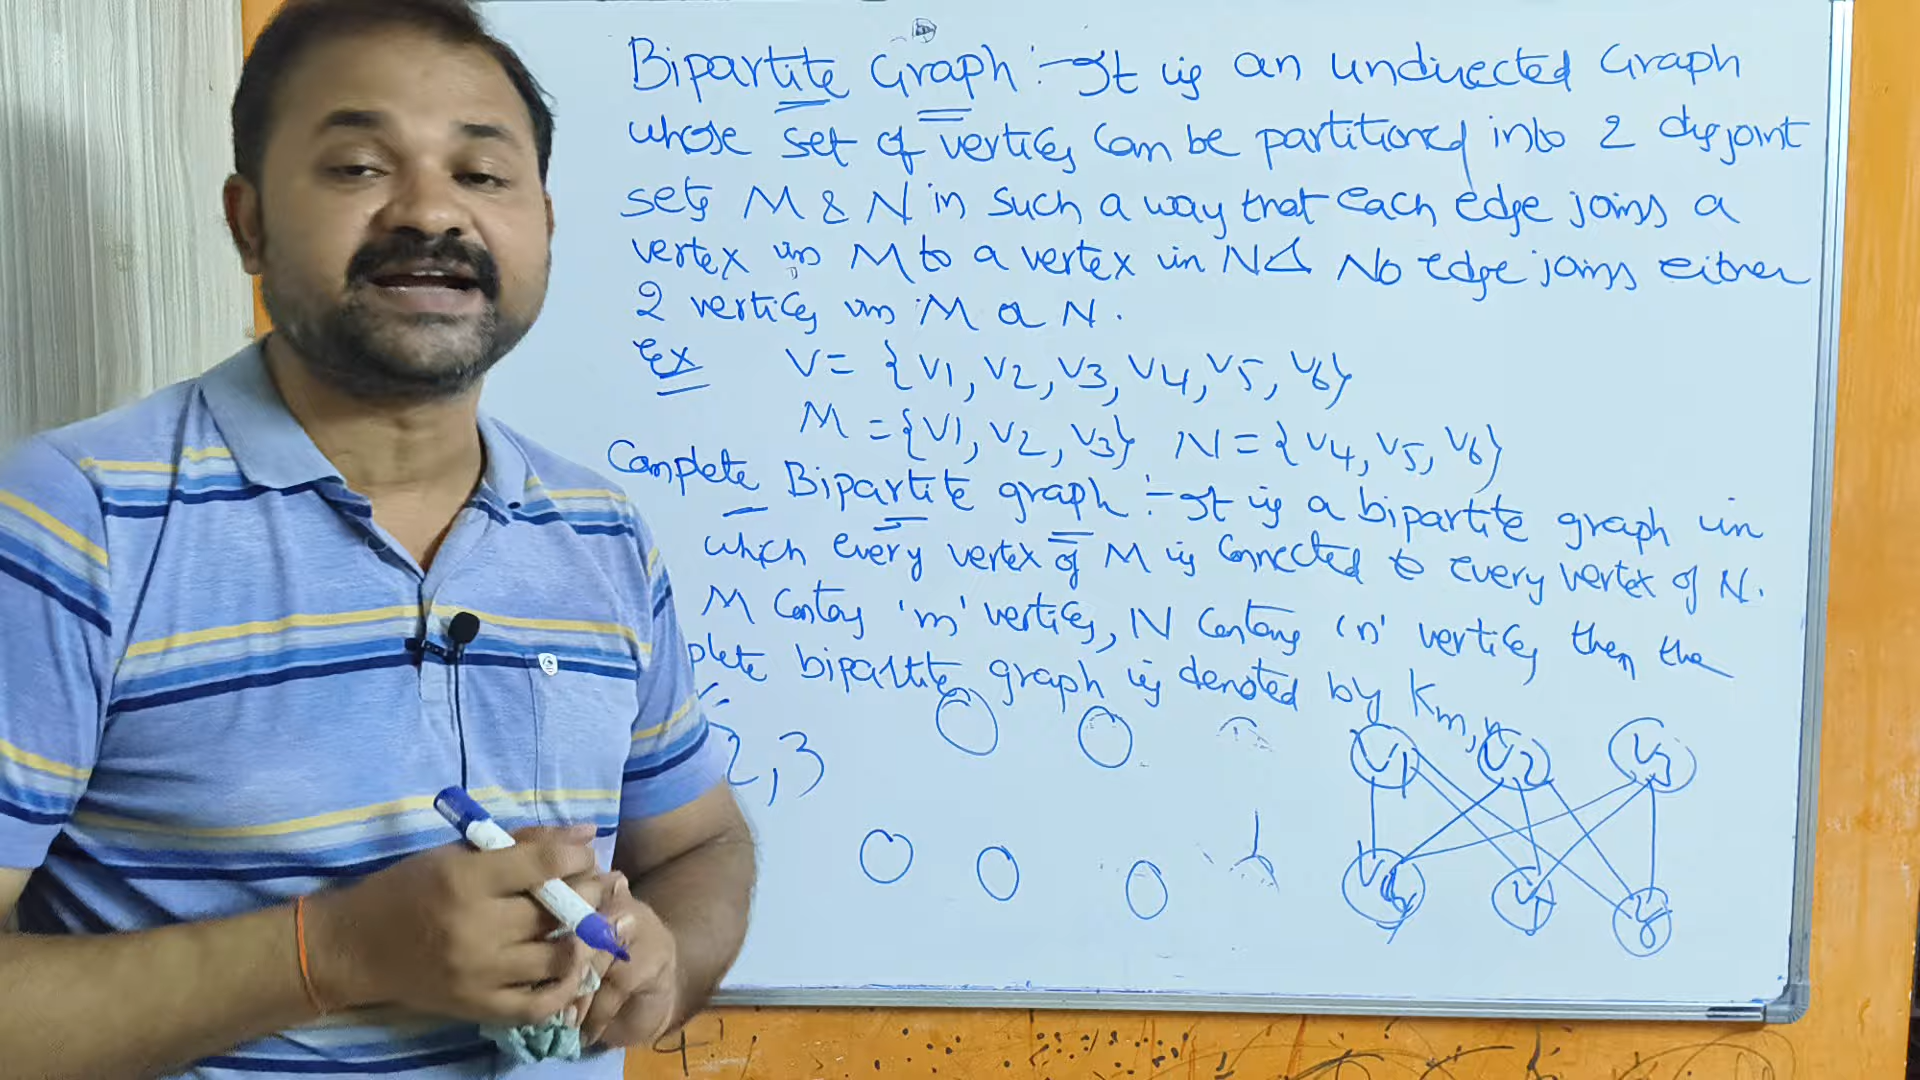 Bipartite Graph :- It is an undirected Graph
whose set of vertices can be partitioned into 2 disjoint
sets M & N in such a way that each edge joins a
vertex in M to a vertex in N & No edge joins either
2 vertices in M or N.
Ex V = {V1, V2, V3, V4, V5, V6}
M = {V1, V2, V3} N = {V4, V5, V6}
Complete Bipartite graph :- It is a bipartite graph in
which every vertex of M is connected to every vertex of N.
M contains 'm' vertices, N contains 'n' vertices then the
plete bipartite graph is denoted by Km,n
2,3
V1 V2 V3
V4 V5